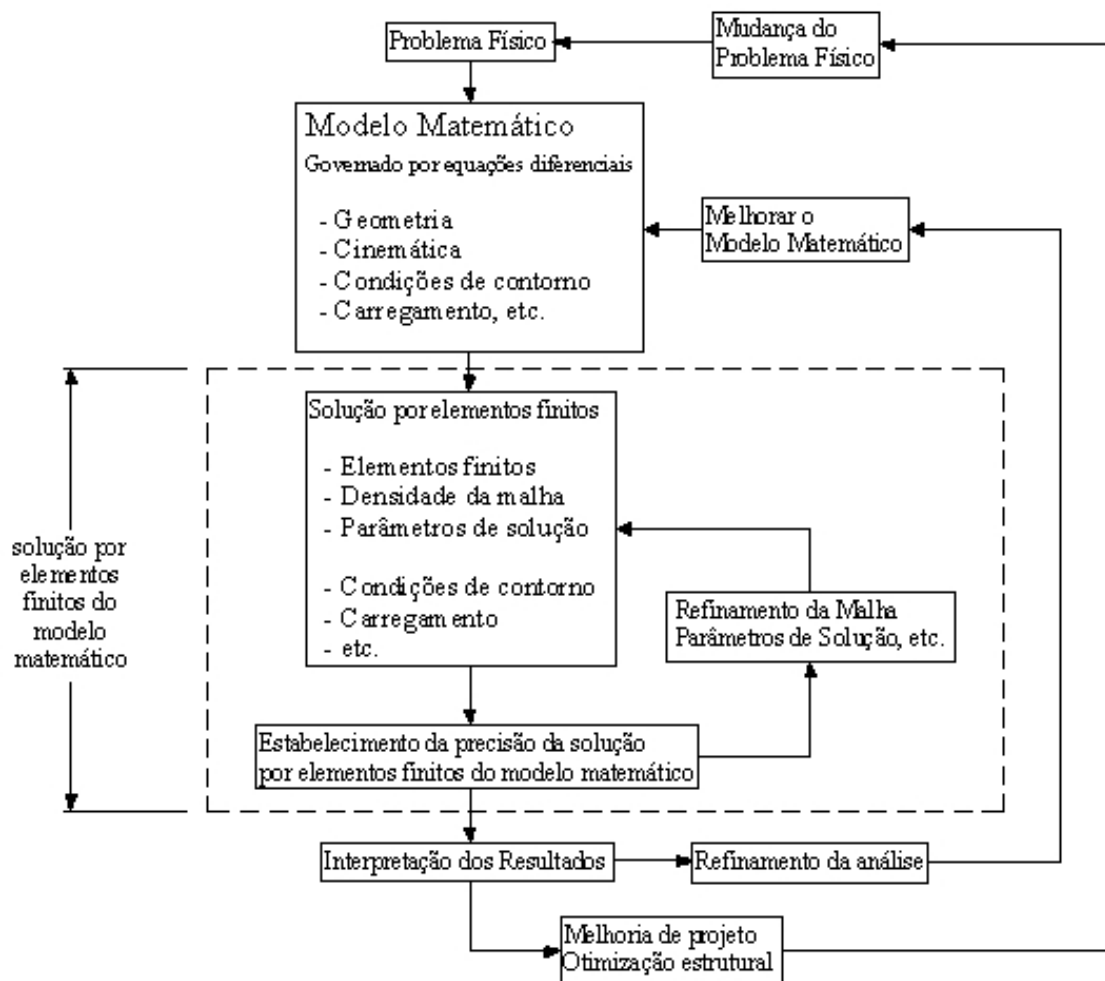 Problema Físico
Mudança do
Problema Físico
Modelo Matemático
Governado por equações diferenciais
- Geometria
- Cinemática
- Condições de contorno
- Carregamento, etc.
Melhorar o
Modelo Matemático
Solução por elementos finitos
- Elementos finitos
- Densidade da malha
- Parâmetros de solução
- Condições de contorno
- Carregamento
- etc.
solução por
elementos
finitos do
modelo
matemático
Refinamento da Malha
Parâmetros de Solução, etc.
Estabelecimento da precisão da solução
por elementos finitos do modelo matemático
Interpretação dos Resultados
Refinamento da análise
Melhoria de projeto
Otimização estrutural